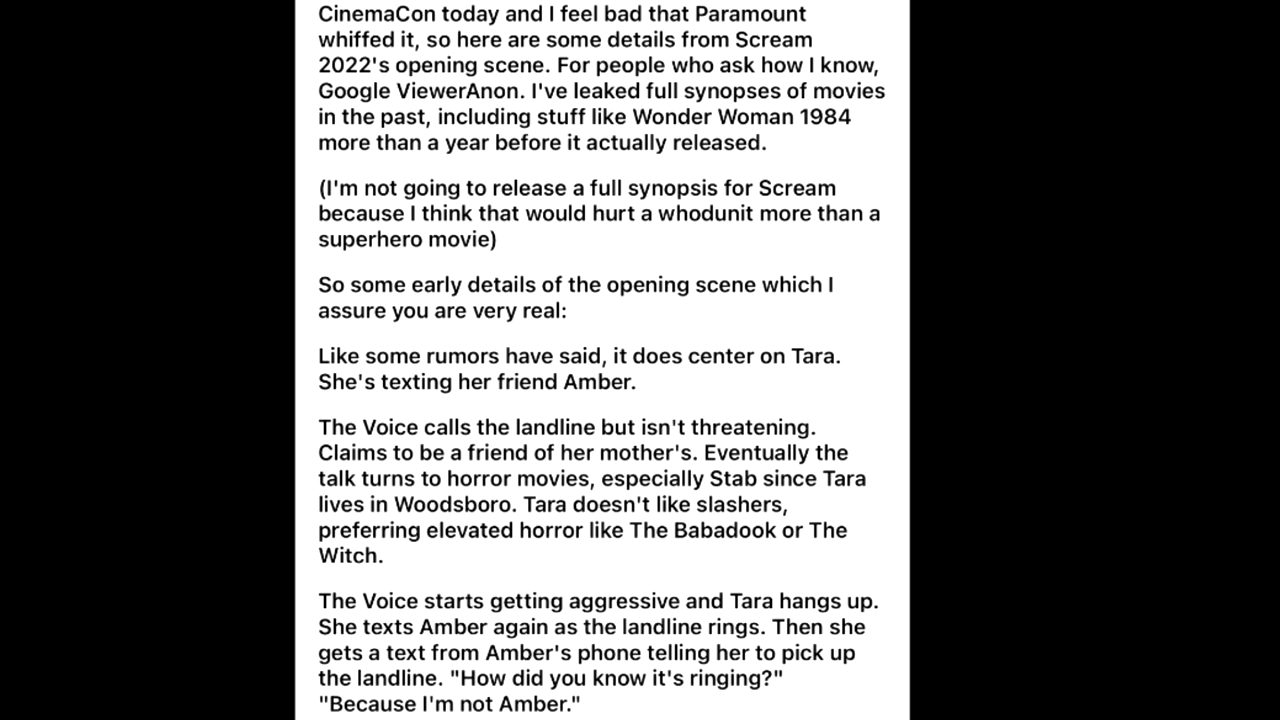 CinemaCon today and I feel bad that Paramount
whiffed it, so here are some details from Scream
2022's opening scene. For people who ask how I know,
Google ViewerAnon. I've leaked full synopses of movies
in the past, including stuff like Wonder Woman 1984
more than a year before it actually released.
(I'm not going to release a full synopsis for Scream
because I think that would hurt a whodunit more than a
superhero movie)
So some early details of the opening scene which I
assure you are very real:
Like some rumors have said, it does center on Tara.
She's texting her friend Amber.
The Voice calls the landline but isn't threatening.
Claims to be a friend of her mother's. Eventually the
talk turns to horror movies, especially Stab since Tara
lives in Woodsboro. Tara doesn't like slashers,
preferring elevated horror like The Babadook or The
Witch.
The Voice starts getting aggressive and Tara hangs up.
She texts Amber again as the landline rings. Then she
gets a text from Amber's phone telling her to pick up
the landline. "How did you know it's ringing?"
"Because I'm not Amber."